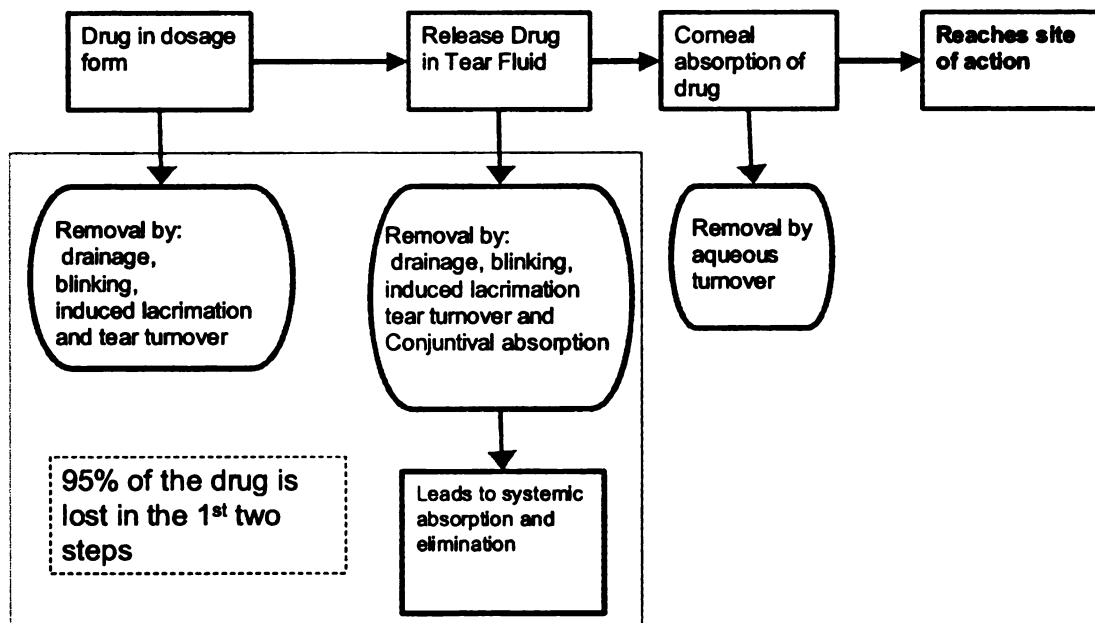 Drug in dosage
form
Release Drug
in Tear Fluid
Corneal
absorption of
drug
Reaches site
of action
Removal by:
drainage,
blinking,
induced lacrimation
and tear turnover
Removal by:
drainage, blinking,
induced lacrimation
tear turnover and
Conjuntival absorption
Removal by
aqueous
turnover
95% of the drug is
lost in the 1st two
steps
Leads to systemic
absorption and
elimination